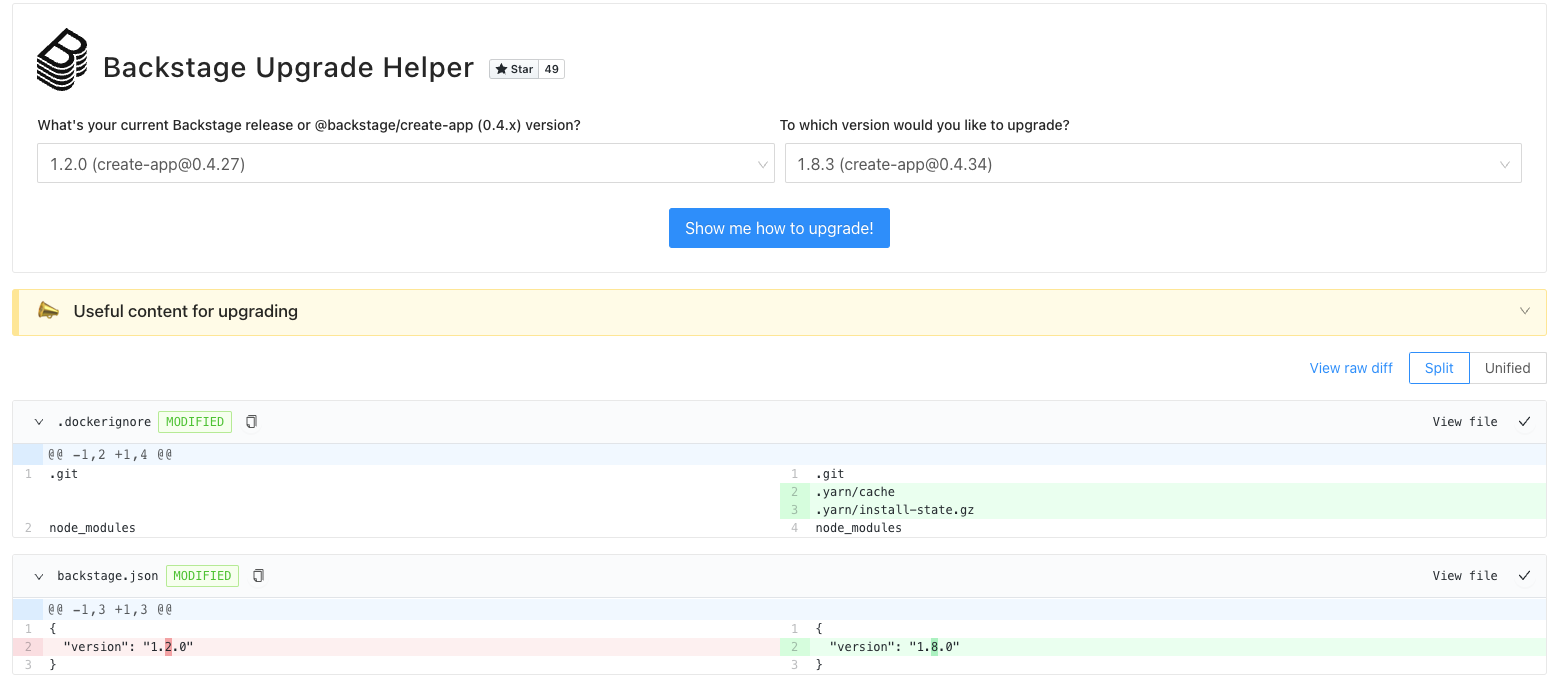 Backstage Upgrade Helper Star 49
What's your current Backstage release or @backstage/create-app (0.4.x) version?
To which version would you like to upgrade?
1.2.0 (create-app@0.4.27)
1.8.3 (create-app@0.4.34)
Show me how to upgrade!
Useful content for upgrading
View raw diff Split Unified
.dockerignore MODIFIED View file
@@ -1,2 +1,4 @@
1 .git 1 .git
2 .yarn/cache
3 .yarn/install-state.gz
2 node_modules 4 node_modules
backstage.json MODIFIED View file
@@ -1,3 +1,3 @@
1 { 1 {
2 "version": "1.2.0" 2 "version": "1.8.0"
3 } 3 }